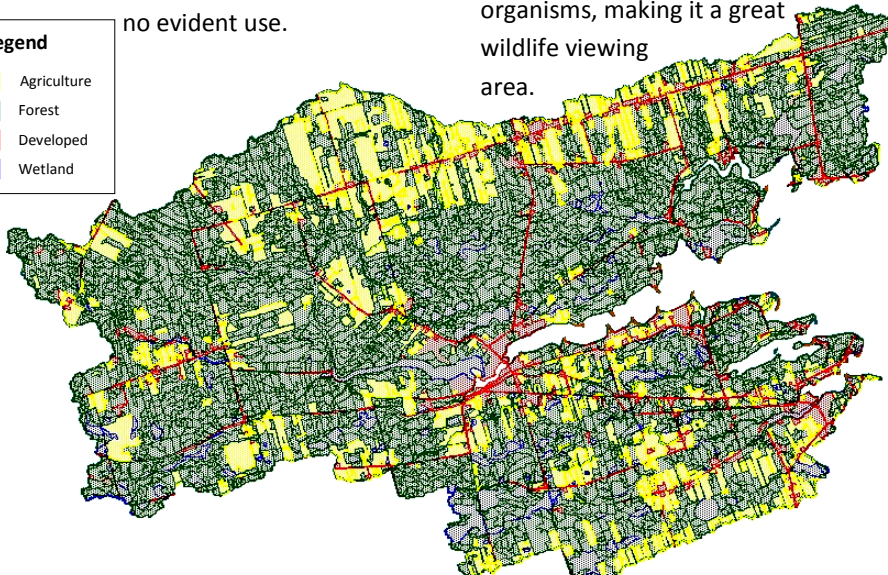 no evident use.
organisms, making it a great
wildlife viewing
area.
egend
Agriculture
Forest
Developed
Wetland